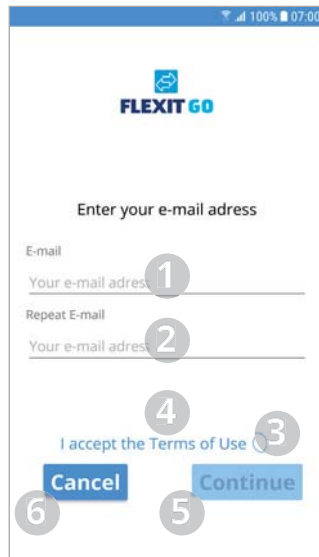 100% 07:00
FLEXIT GO
Enter your e-mail adress
E-mail
Your e-mail adress 1
Repeat E-mail
Your e-mail adress 2
4
I accept the Terms of Use 3
Cancel Continue
6 5